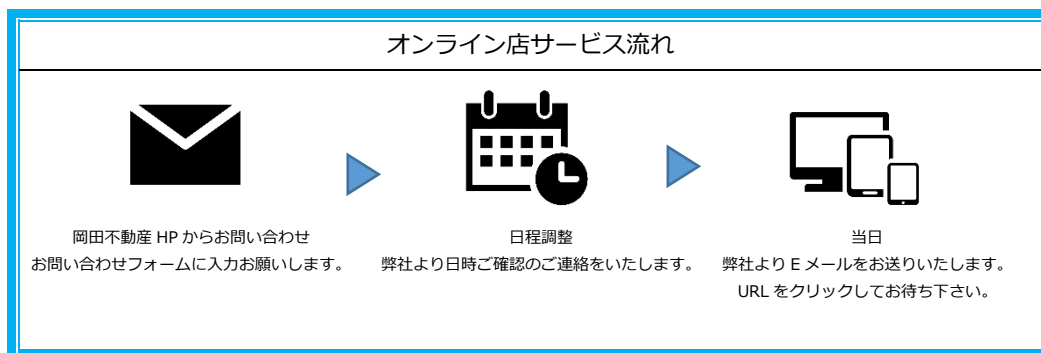 オンライン店サービス流れ
岡田不動産 HP からお問い合わせ
お問い合わせフォームに入力お願いします。
日程調整
弊社より日時ご確認のご連絡をいたします。
当日
弊社より E メールをお送りいたします。
URL をクリックしてお待ち下さい。